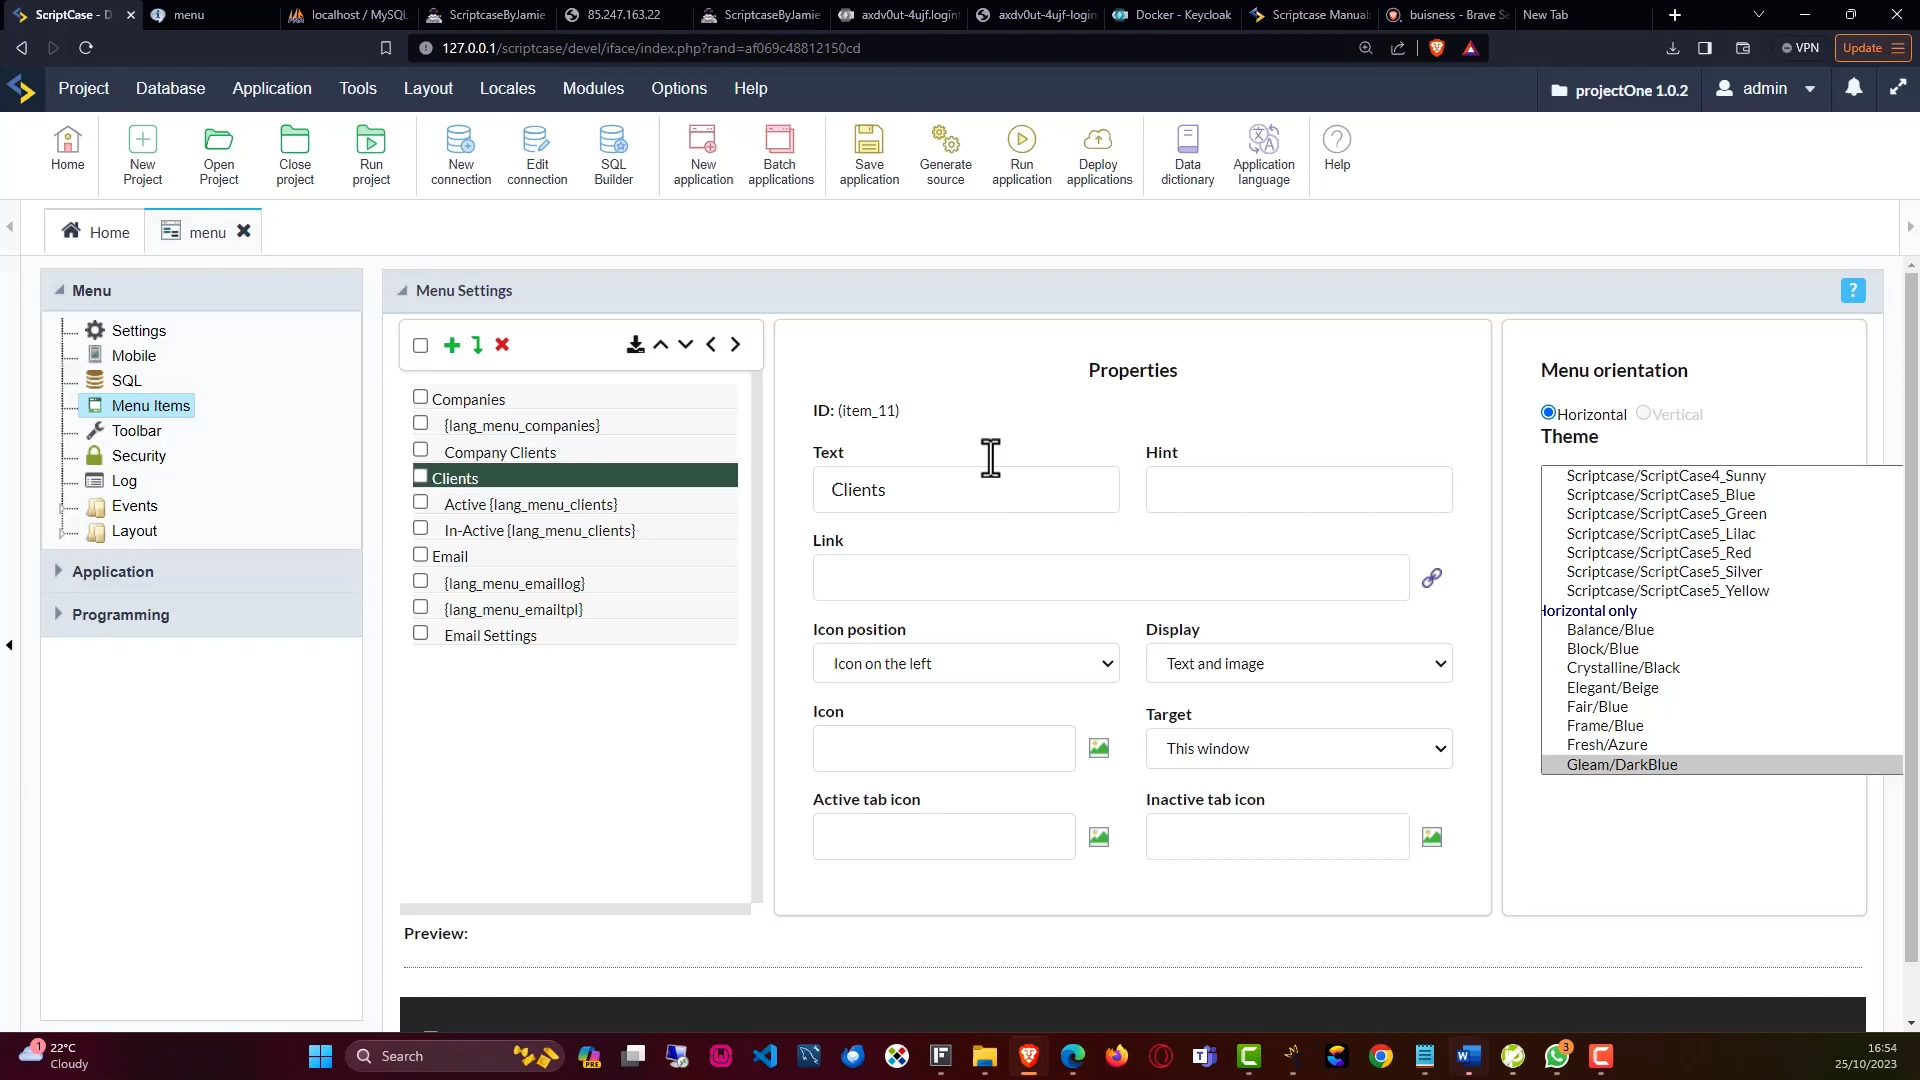 ScriptCase - D
menu
localhost / MySQL
ScriptcaseByJamie
85.247.163.22
ScriptcaseByJamie
axdv0ut-4ujf.logint
axdv0ut-4ujf-login
Docker - Keycloak
Scriptcase Manual
buisness - Brave Se
New Tab
127.0.0.1/scriptcase/devel/iface/index.php?rand=af069c48812150cd
VPN
Update
Project
Database
Application
Tools
Layout
Locales
Modules
Options
Help
projectOne 1.0.2
admin
Home
New Project
Open Project
Close project
Run project
New connection
Edit connection
SQL Builder
New application
Batch applications
Save application
Generate source
Run application
Deploy applications
Data dictionary
Application language
Help
Home
menu
Menu
Settings
Mobile
SQL
Menu Items
Toolbar
Security
Log
Events
Layout
Application
Programming
Menu Settings
?
Companies
{lang_menu_companies}
Company Clients
Clients
Active {lang_menu_clients}
In-Active {lang_menu_clients}
Email
{lang_menu_emaillog}
{lang_menu_emailtpl}
Email Settings
Properties
ID: (item_11)
Text
Hint
Clients
Link
Icon position
Display
Icon on the left
Text and image
Icon
Target
This window
Active tab icon
Inactive tab icon
Menu orientation
Horizontal
Vertical
Theme
Scriptcase/ScriptCase4_Sunny
Scriptcase/ScriptCase5_Blue
Scriptcase/ScriptCase5_Green
Scriptcase/ScriptCase5_Lilac
Scriptcase/ScriptCase5_Red
Scriptcase/ScriptCase5_Silver
Scriptcase/ScriptCase5_Yellow
Horizontal only
Balance/Blue
Block/Blue
Crystalline/Black
Elegant/Beige
Fair/Blue
Frame/Blue
Fresh/Azure
Gleam/DarkBlue
Preview:
1
22°C
Cloudy
Search
PRE
3
16:54
25/10/2023